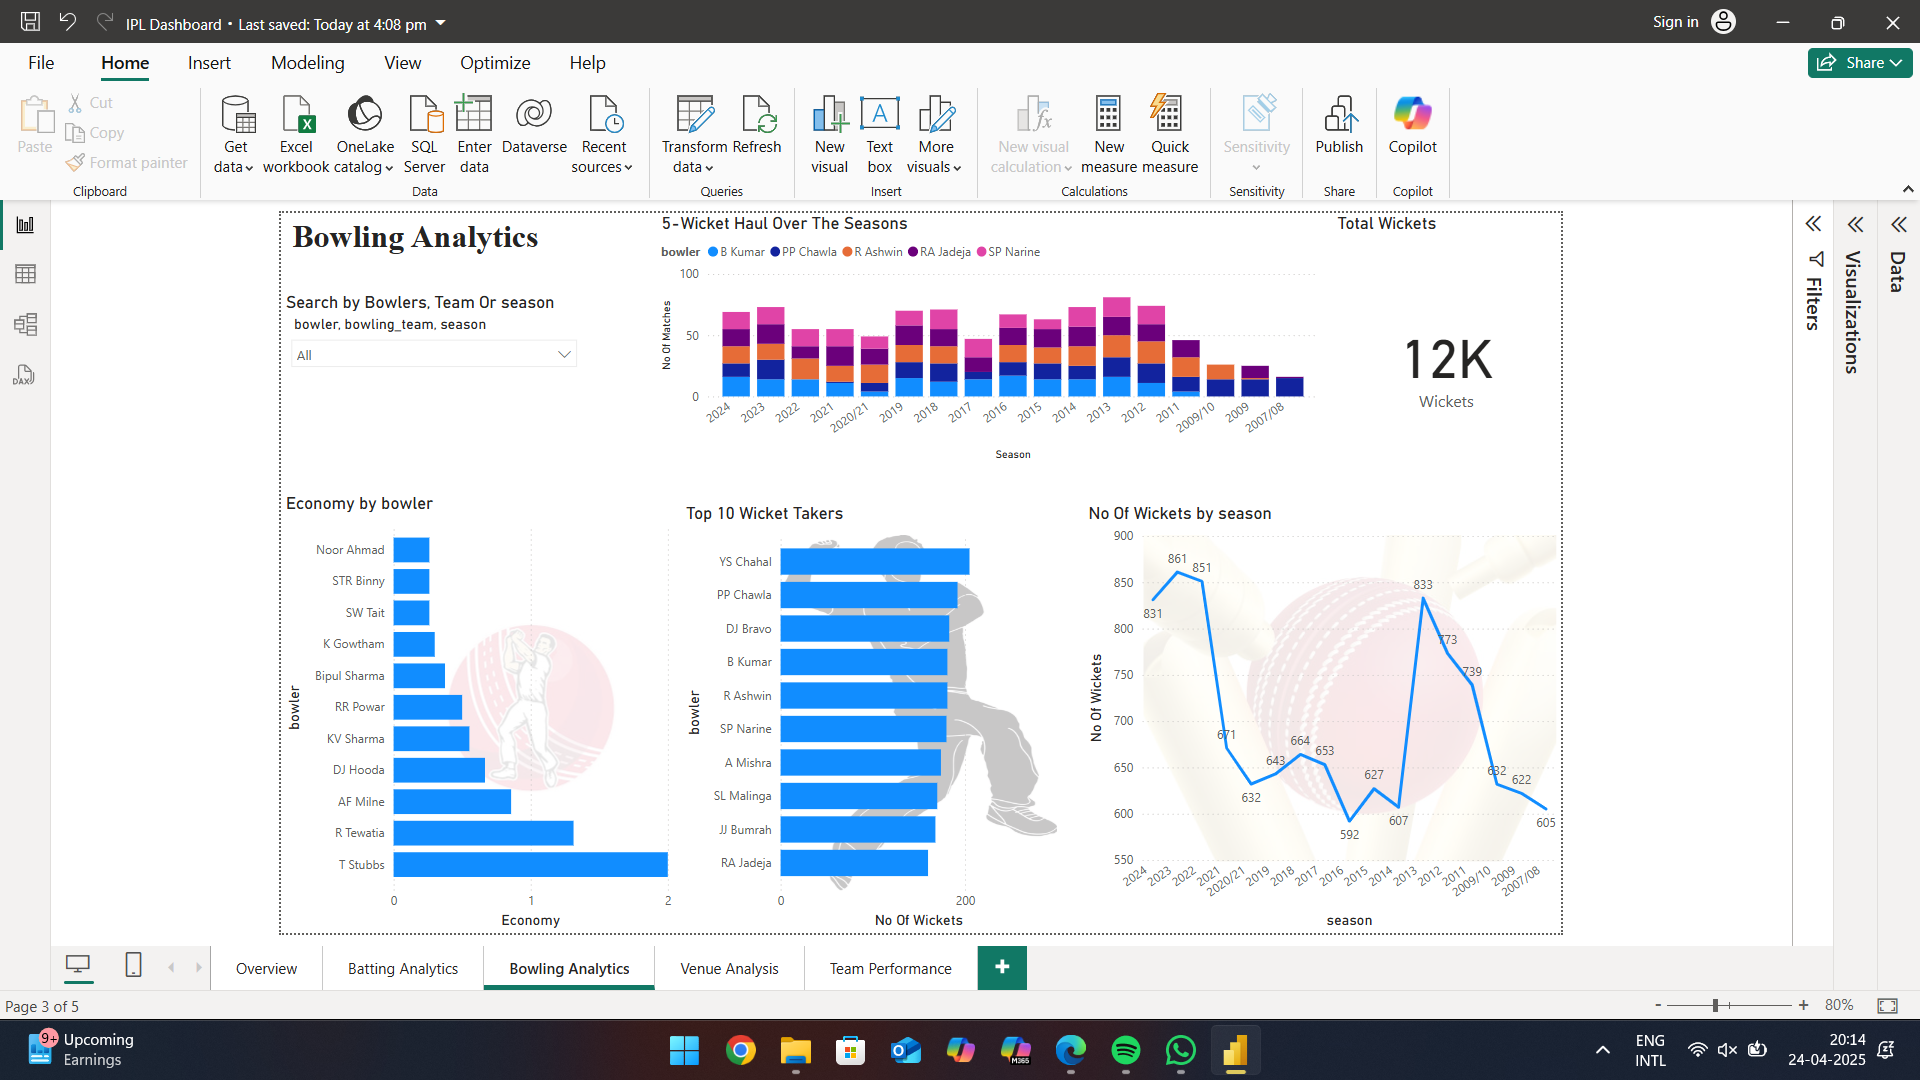 IPL Dashboard • Last saved: Today at 4:08 pm
Sign in
File Home Insert Modeling View Optimize Help
Share
Paste
Cut
Copy
Format painter
Clipboard
Get data
Excel workbook
OneLake catalog
SQL Server
Enter data
Dataverse
Recent sources
Data
Transform data
Refresh
Queries
New visual
Text box
More visuals
Insert
New visual calculation
New measure
Quick measure
Calculations
Sensitivity
Sensitivity
Publish
Share
Copilot
Copilot
Bowling Analytics
Search by Bowlers, Team Or season
bowler, bowling_team, season
All
5-Wicket Haul Over The Seasons
bowler B Kumar PP Chawla R Ashwin RA Jadeja SP Narine
No Of Matches
100
50
0
2024 2023 2022 2021 2020/21 2019 2018 2017 2016 2015 2014 2013 2012 2011 2009/10 2009 2007/08
Season
Total Wickets
12K
Wickets
Economy by bowler
bowler
Noor Ahmad
STR Binny
SW Tait
K Gowtham
Bipul Sharma
RR Powar
KV Sharma
DJ Hooda
AF Milne
R Tewatia
T Stubbs
0 1 2
Economy
Top 10 Wicket Takers
bowler
YS Chahal
PP Chawla
DJ Bravo
B Kumar
R Ashwin
SP Narine
A Mishra
SL Malinga
JJ Bumrah
RA Jadeja
0 200
No Of Wickets
No Of Wickets by season
No Of Wickets
900
850
800
750
700
650
600
550
831 861 851 671 632 643 664 653 592 627 607 833 773 739 632 622 605
2024 2023 2022 2021 2020/21 2019 2018 2017 2016 2015 2014 2013 2012 2011 2009/10 2009 2007/08
season
Filters
Visualizations
Data
DAX
Overview Batting Analytics Bowling Analytics Venue Analysis Team Performance +
Page 3 of 5
- + 80%
9+
Upcoming
Earnings
M365
ENG
INTL
20:14
24-04-2025